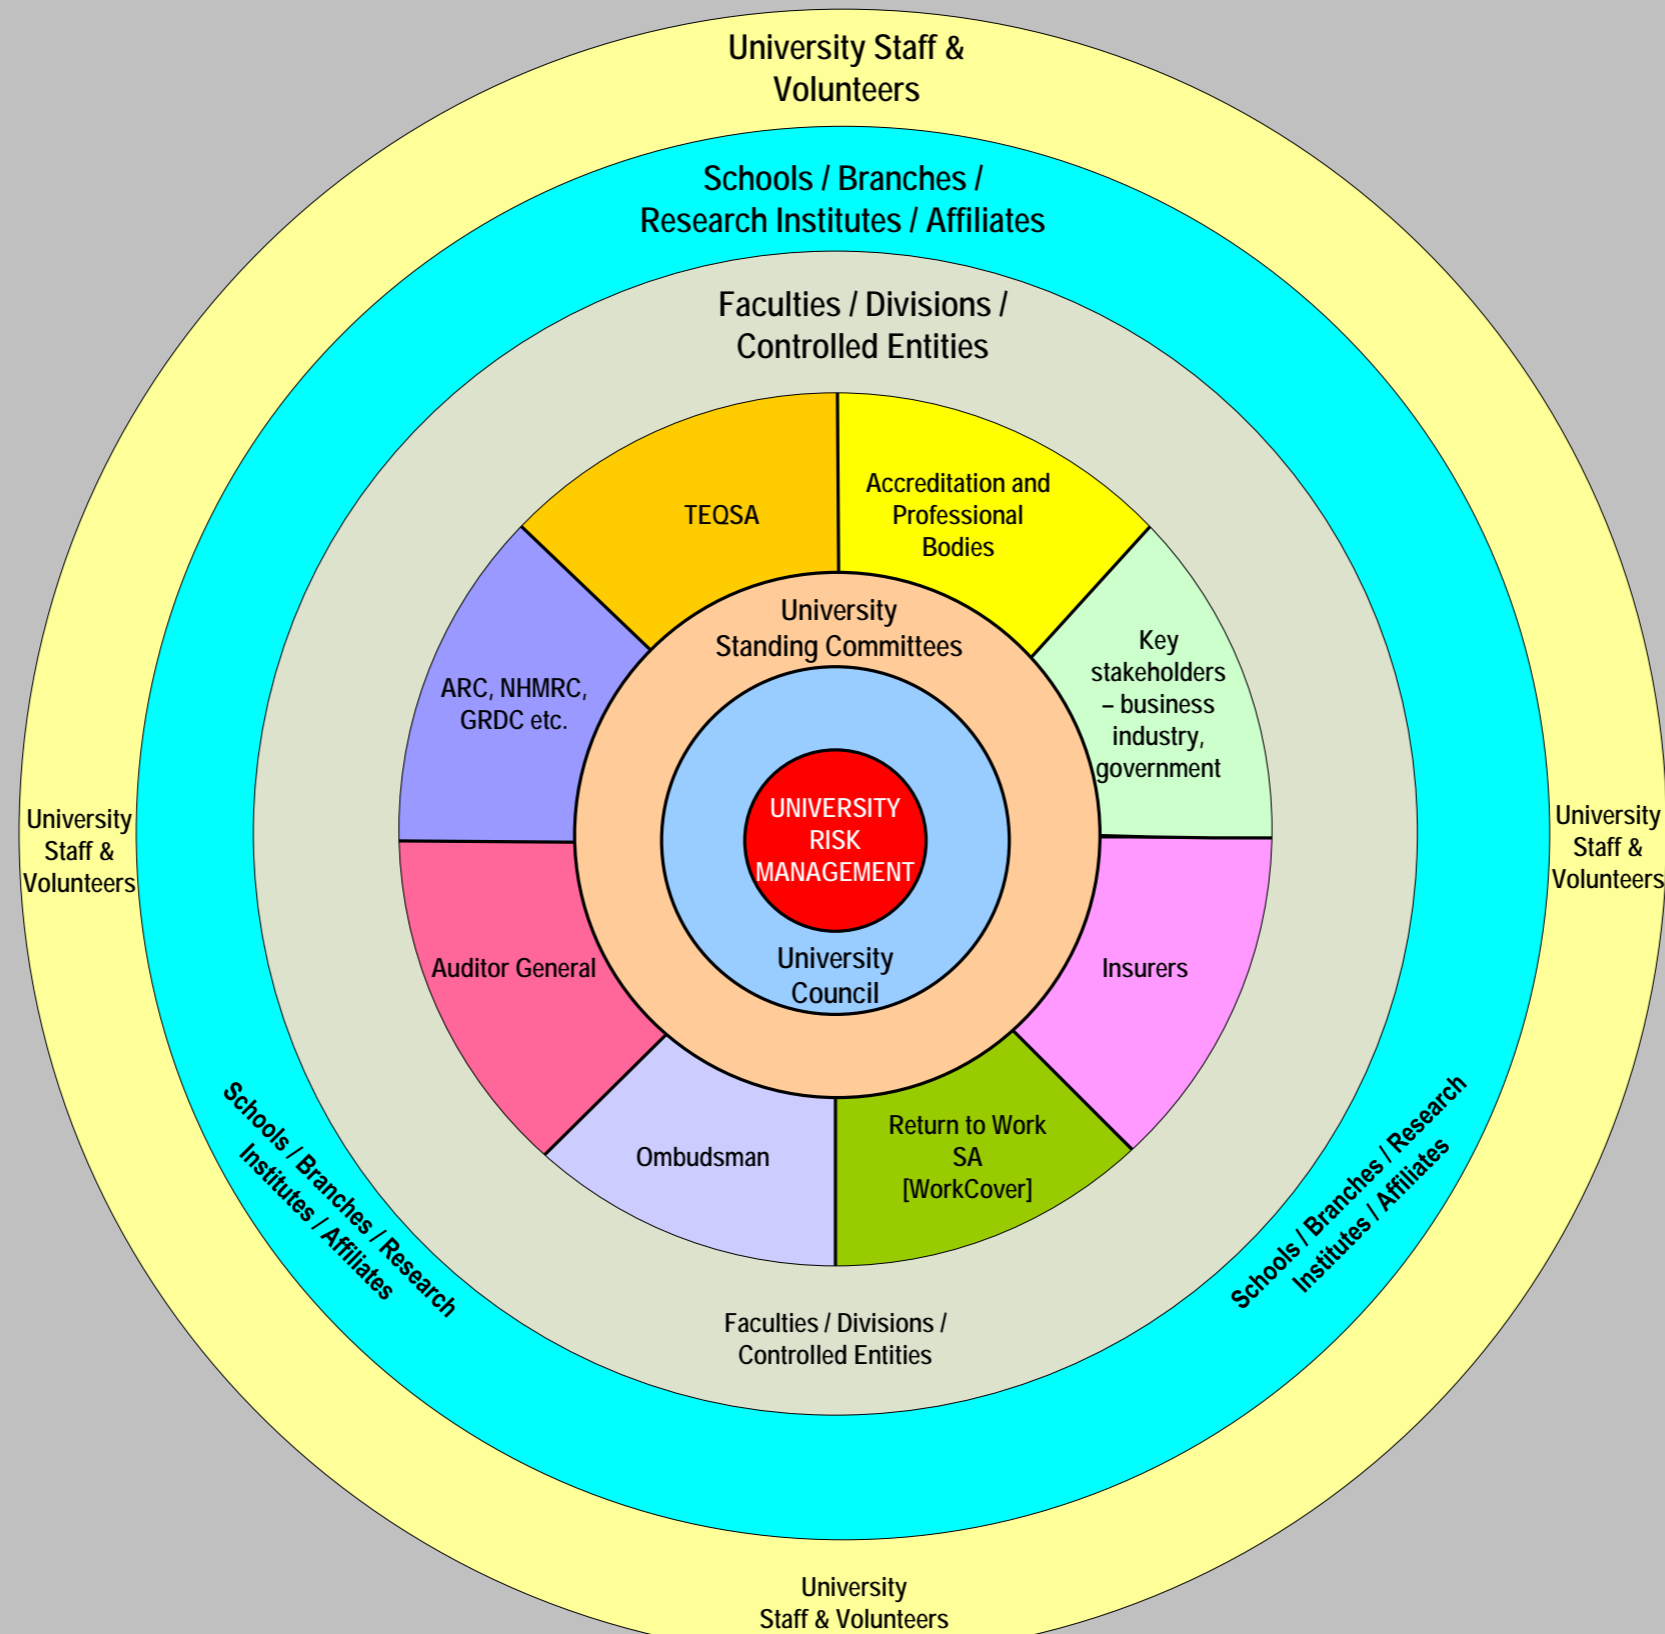 University Staff &
Volunteers
Schools / Branches /
Research Institutes / Affiliates
Faculties / Divisions /
Controlled Entities
TEQSA
Accreditation and
Professional
Bodies
ARC, NHMRC,
GRDC etc.
Key
stakeholders
– business
industry,
government
University
Standing Committees
UNIVERSITY
RISK
MANAGEMENT
University
Council
University
Staff &
Volunteers
University
Staff &
Volunteers
Auditor General
Insurers
Ombudsman
Return to Work
SA
[WorkCover]
Schools / Branches / Research
Institutes / Affiliates
Schools / Branches / Research
Institutes / Affiliates
Faculties / Divisions /
Controlled Entities
University
Staff & Volunteers